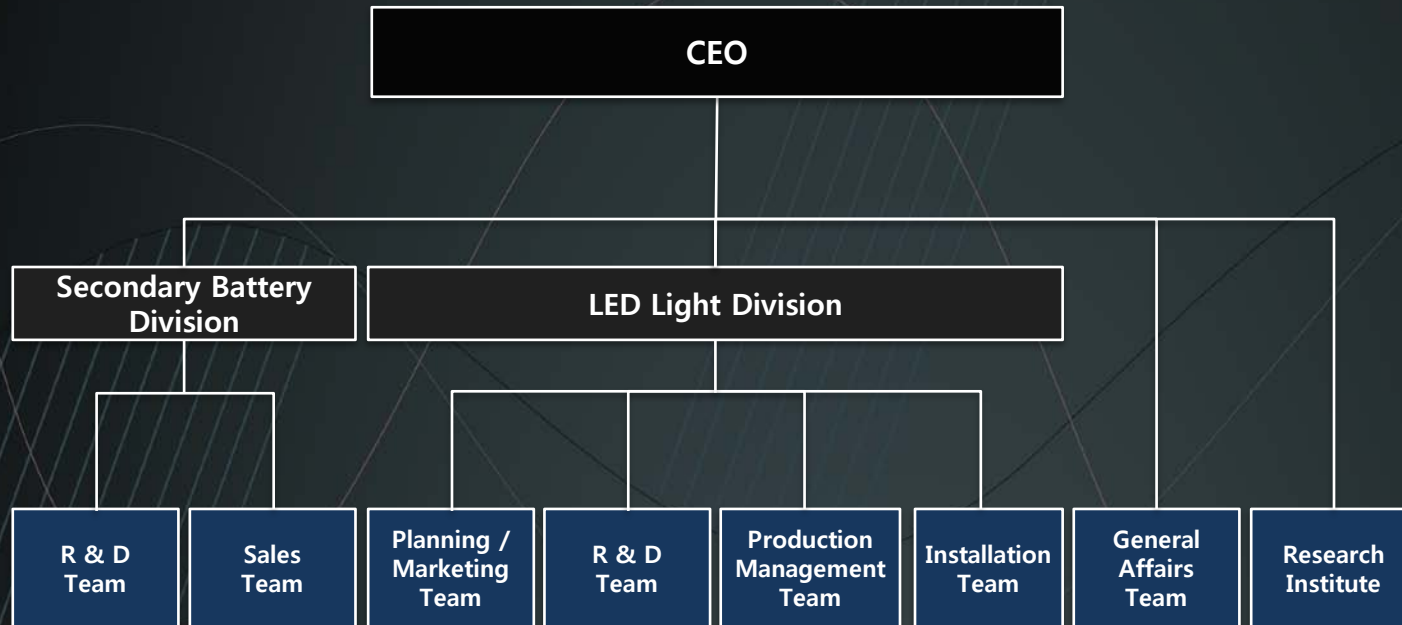 CEO
Secondary Battery
Division
LED Light Division
R & D
Team
Sales
Team
Planning /
Marketing
Team
R & D
Team
Production
Management
Team
Installation
Team
General
Affairs
Team
Research
Institute